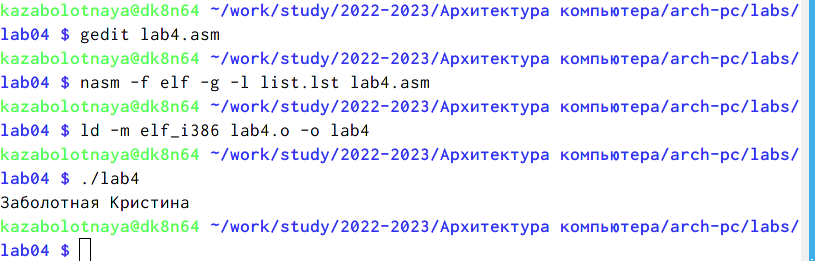 kazabolotnaya@dk8n64 ~/work/study/2022-2023/Архитектура компьютера/arch-pc/labs/
lab04 $ gedit lab4.asm
kazabolotnaya@dk8n64 ~/work/study/2022-2023/Архитектура компьютера/arch-pc/labs/
lab04 $ nasm -f elf -g -l list.lst lab4.asm
kazabolotnaya@dk8n64 ~/work/study/2022-2023/Архитектура компьютера/arch-pc/labs/
lab04 $ ld -m elf_i386 lab4.o -o lab4
kazabolotnaya@dk8n64 ~/work/study/2022-2023/Архитектура компьютера/arch-pc/labs/
lab04 $ ./lab4
Заболотная Кристина
kazabolotnaya@dk8n64 ~/work/study/2022-2023/Архитектура компьютера/arch-pc/labs/
lab04 $